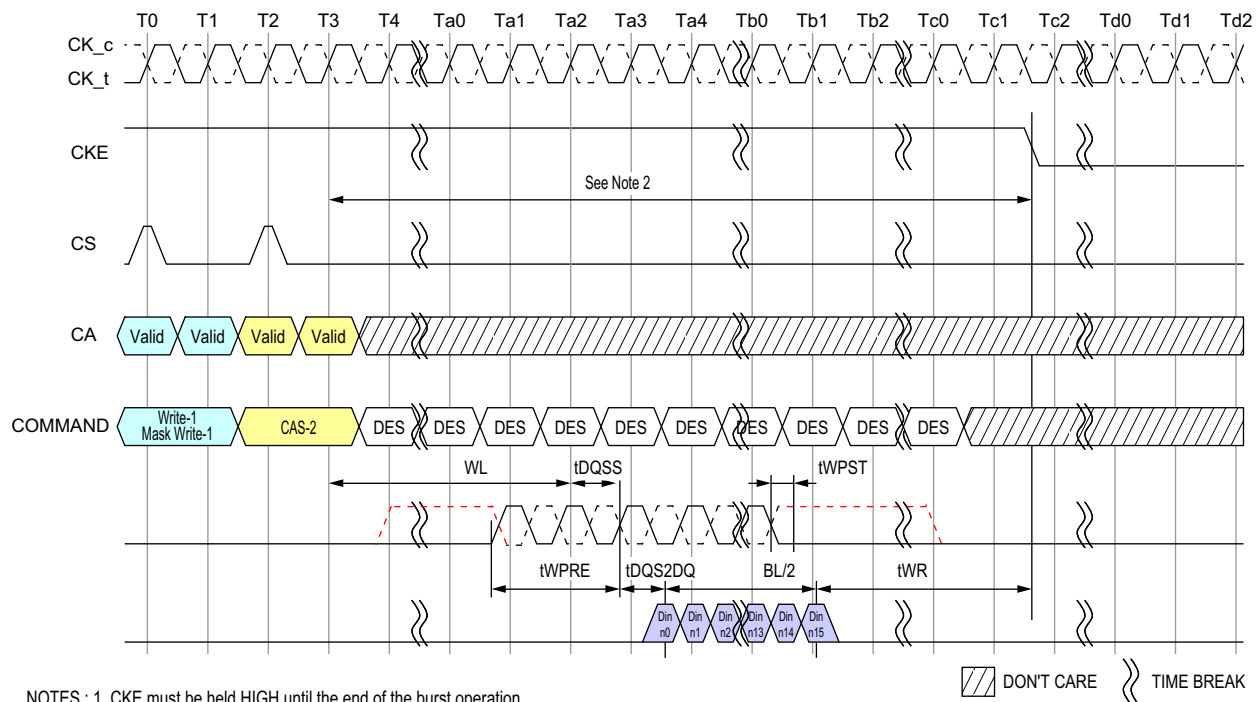 T0 T1 T2 T3 T4 Ta0 Ta1 Ta2 Ta3 Ta4 Tb0 Tb1 Tb2 Tc0 Tc1 Tc2 Td0 Td1 Td2
CK_c
CK_t
CKE
See Note 2
CS
CA Valid Valid Valid Valid
COMMAND Write-1 Mask Write-1 CAS-2 DES DES DES DES DES DES DES DES DES DES
WL tDQSS tWPST
tWPRE tDQS2DQ BL/2 tWR
Din n0 Din n1 Din n2 Din n13 Din n14 Din n15
DON'T CARE TIME BREAK
NOTES : 1. CKE must be held HIGH until the end of the burst operation